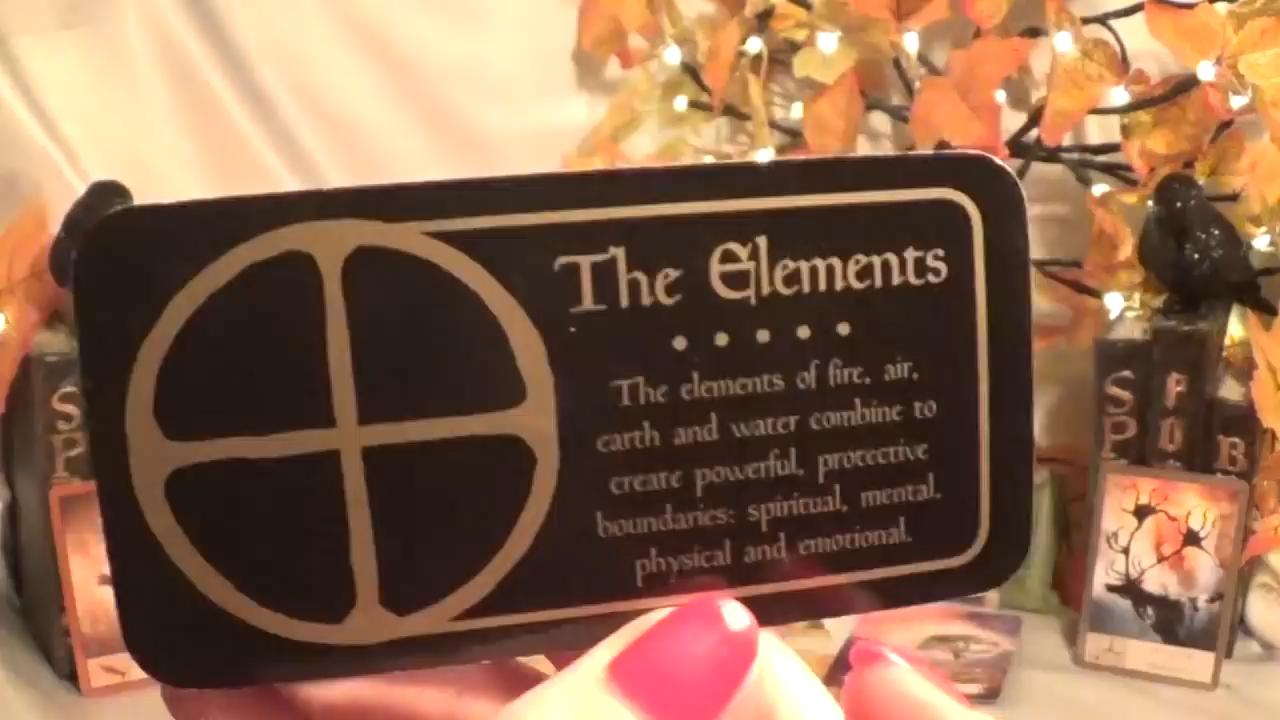 The Elements
The elements of fire, air,
earth and water combine to
create powerful, protective
boundaries: spiritual, mental,
physical and emotional.
S
P
S
P
F
B